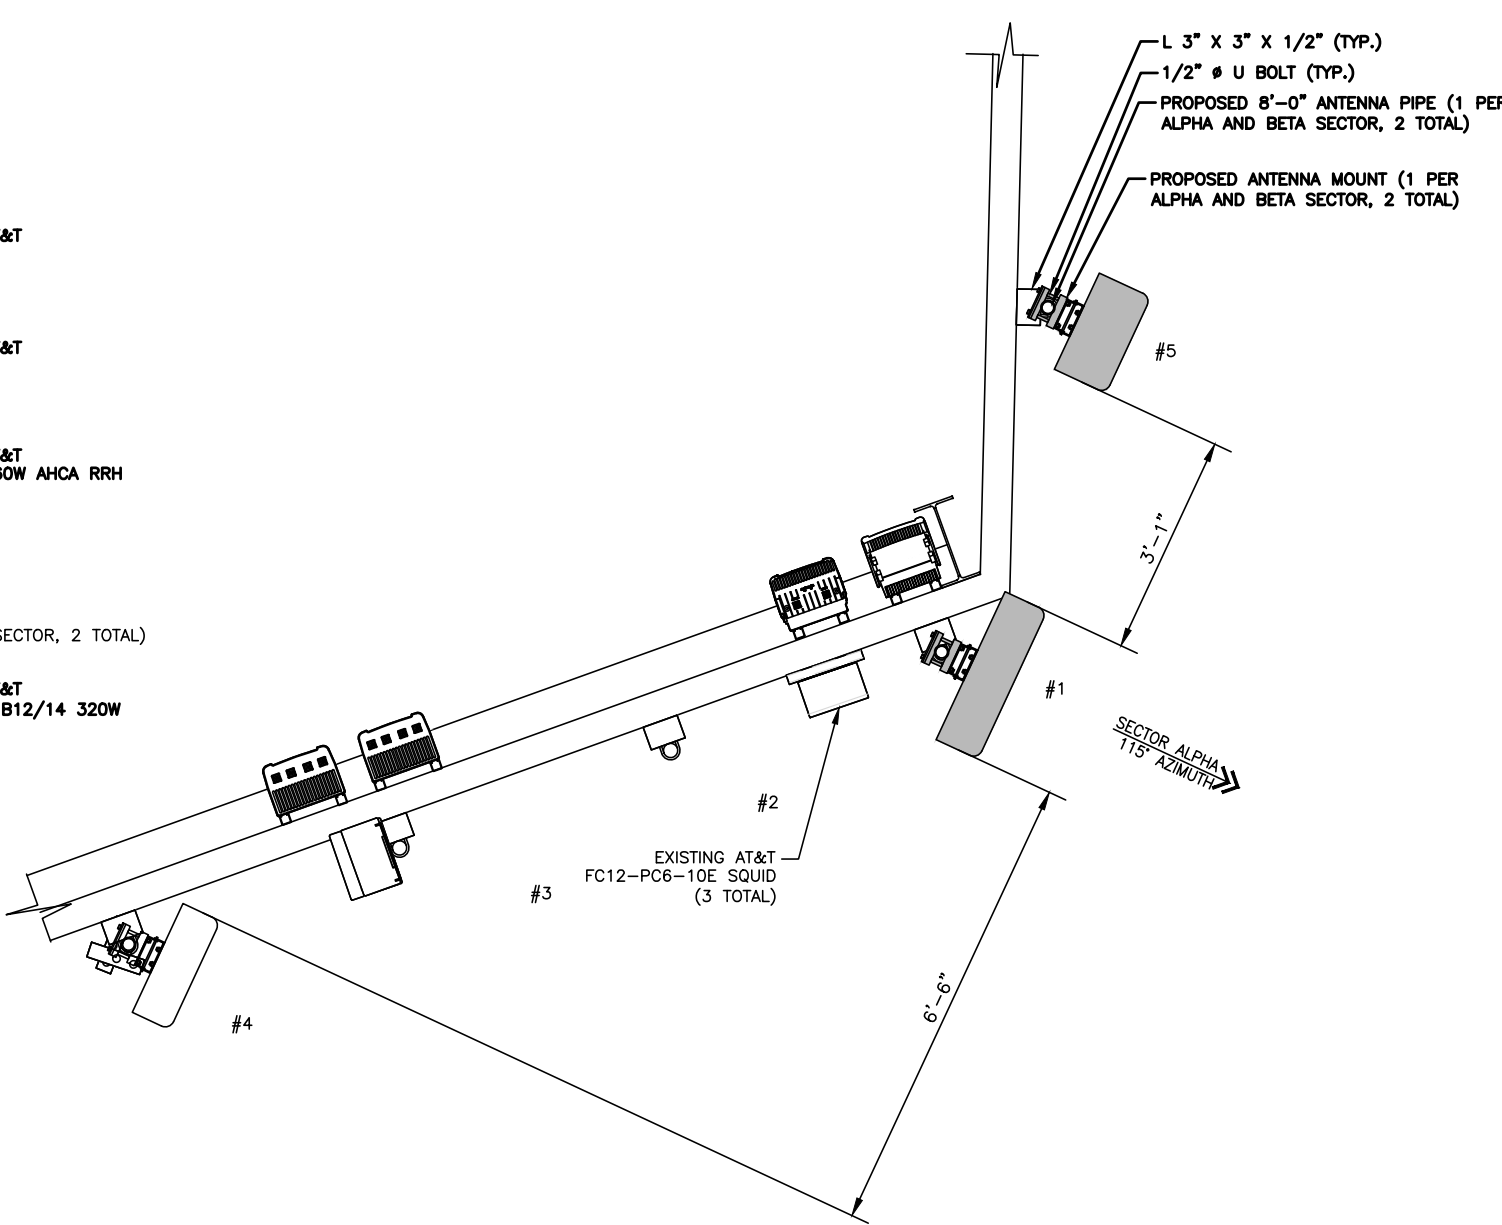 L 3" X 3" X 1/2" (TYP.)
1/2" ø U BOLT (TYP.)
PROPOSED 8'-0" ANTENNA PIPE (1 PER
ALPHA AND BETA SECTOR, 2 TOTAL)
PROPOSED ANTENNA MOUNT (1 PER
ALPHA AND BETA SECTOR, 2 TOTAL)
&T
&T
&T
60W AHCA RRH
SECTOR, 2 TOTAL)
&T
B12/14 320W
#5
3'-1"
#1
SECTOR ALPHA
115° AZIMUTH
#2
EXISTING AT&T
FC12-PC6-10E SQUID
(3 TOTAL)
#3
#4
6'-6"